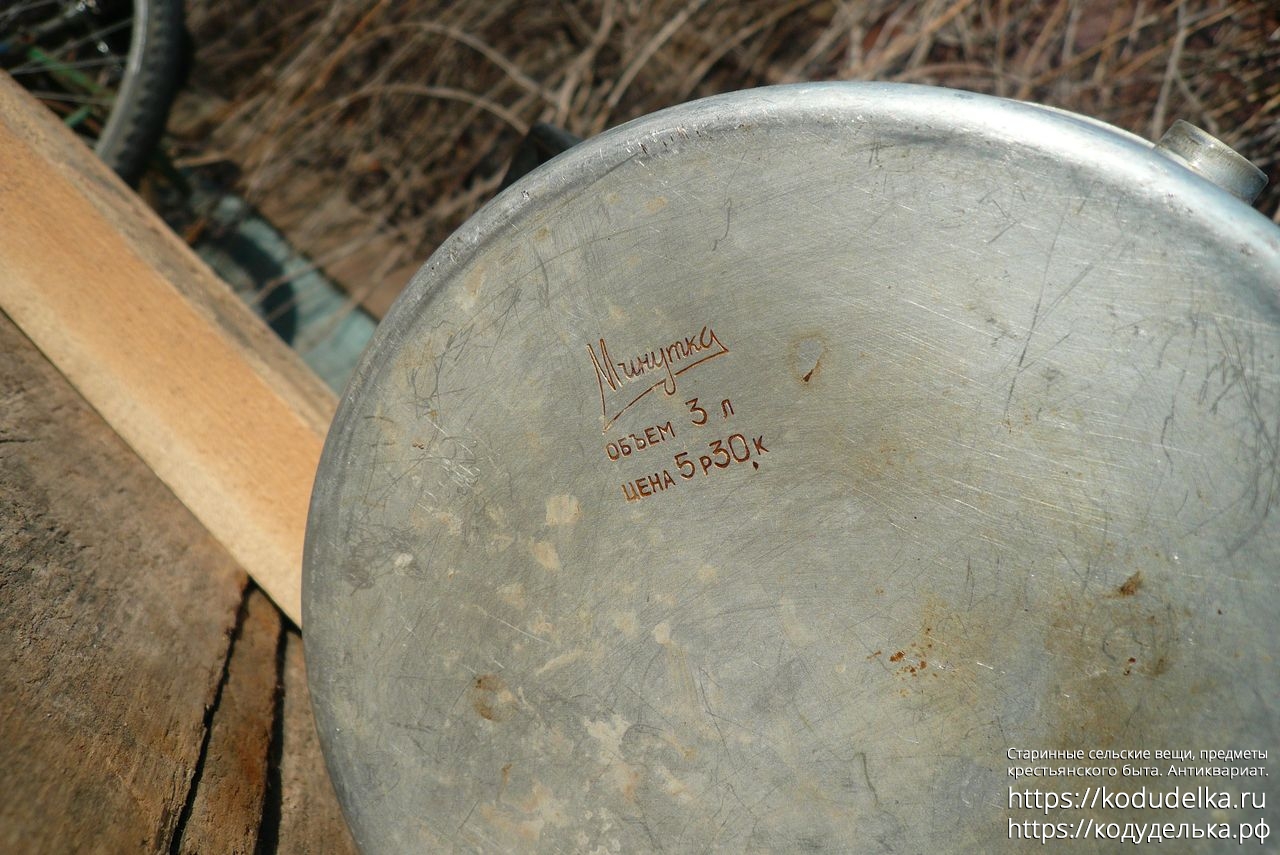 Минутка
ОБЪЕМ 3 л
ЦЕНА 5р30к
Старинные сельские вещи, предметы
крестьянского быта. Антиквариат.
https://kodudelka.ru
https://кодуделька.рф